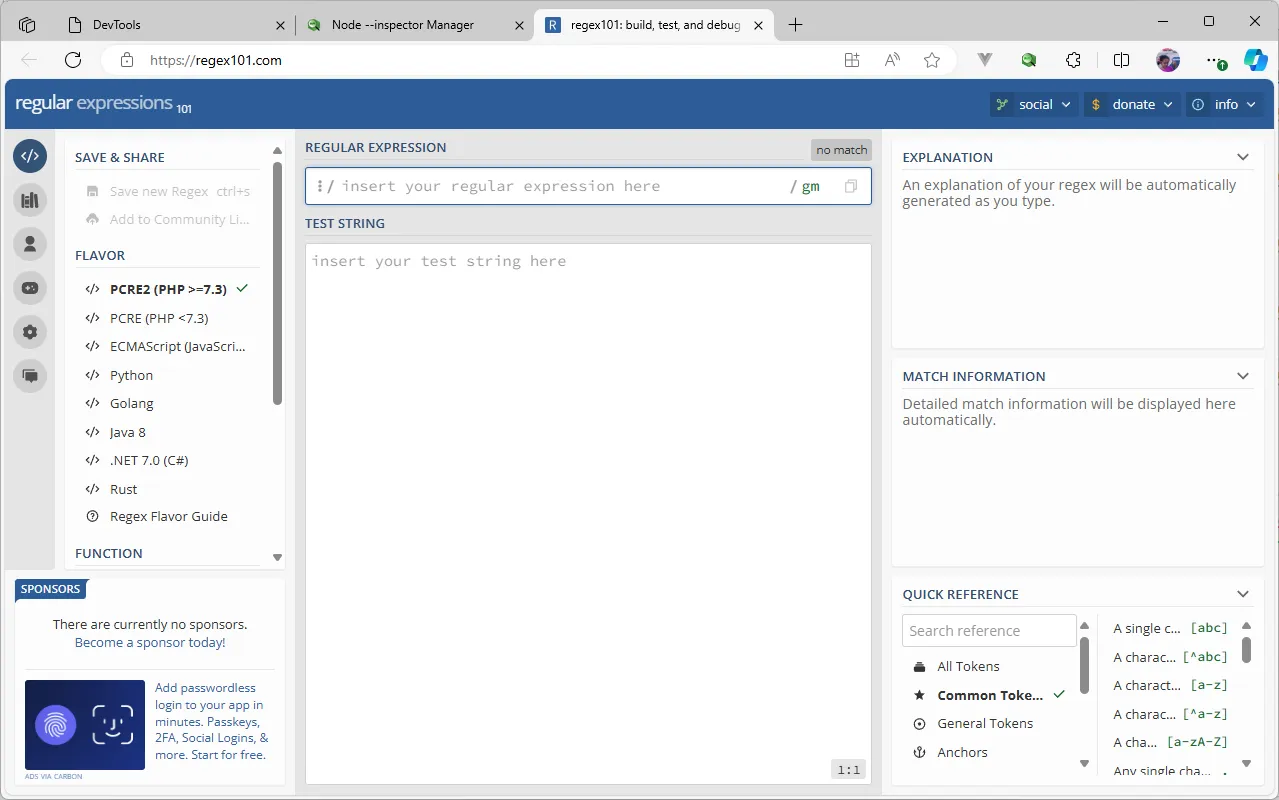 DevTools
Node --inspector Manager
regex101: build, test, and debug
https://regex101.com
regular expressions 101
social
donate
info
SAVE & SHARE
Save new Regex ctrl+s
Add to Community Li...
FLAVOR
PCRE2 (PHP >=7.3)
PCRE (PHP <7.3)
ECMAScript (JavaScri...
Python
Golang
Java 8
.NET 7.0 (C#)
Rust
Regex Flavor Guide
FUNCTION
SPONSORS
There are currently no sponsors.
Become a sponsor today!
Add passwordless
login to your app in
minutes. Passkeys,
2FA, Social Logins, &
more. Start for free.
ADS VIA CARBON
REGULAR EXPRESSION
no match
/ insert your regular expression here / gm
TEST STRING
insert your test string here
1:1
EXPLANATION
An explanation of your regex will be automatically
generated as you type.
MATCH INFORMATION
Detailed match information will be displayed here
automatically.
QUICK REFERENCE
Search reference
All Tokens
Common Toke...
General Tokens
Anchors
A single c... [abc]
A charac... [^abc]
A charact... [a-z]
A charac... [^a-z]
A cha... [a-zA-Z]
Any single cha... .